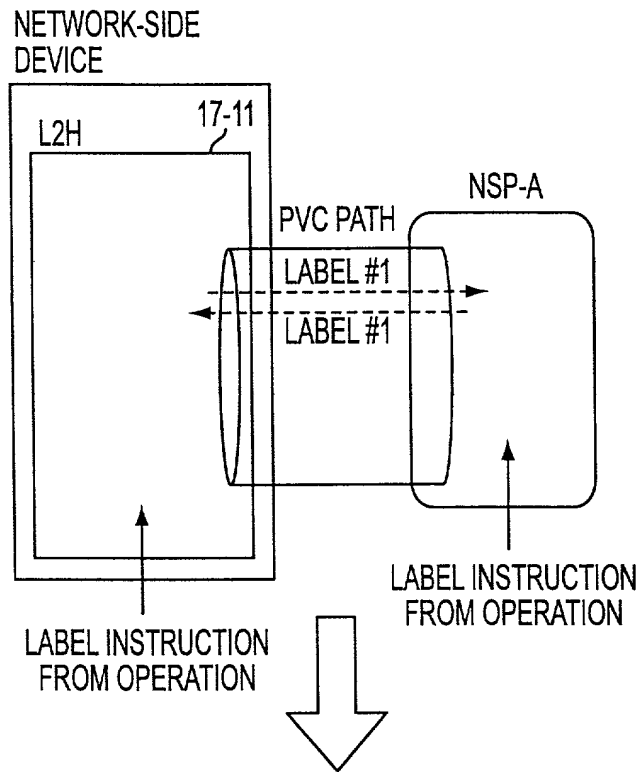 NETWORK-SIDE
DEVICE
L2H
17-11
NSP-A
PVC PATH
LABEL #1
LABEL #1
LABEL INSTRUCTION
FROM OPERATION
LABEL INSTRUCTION
FROM OPERATION